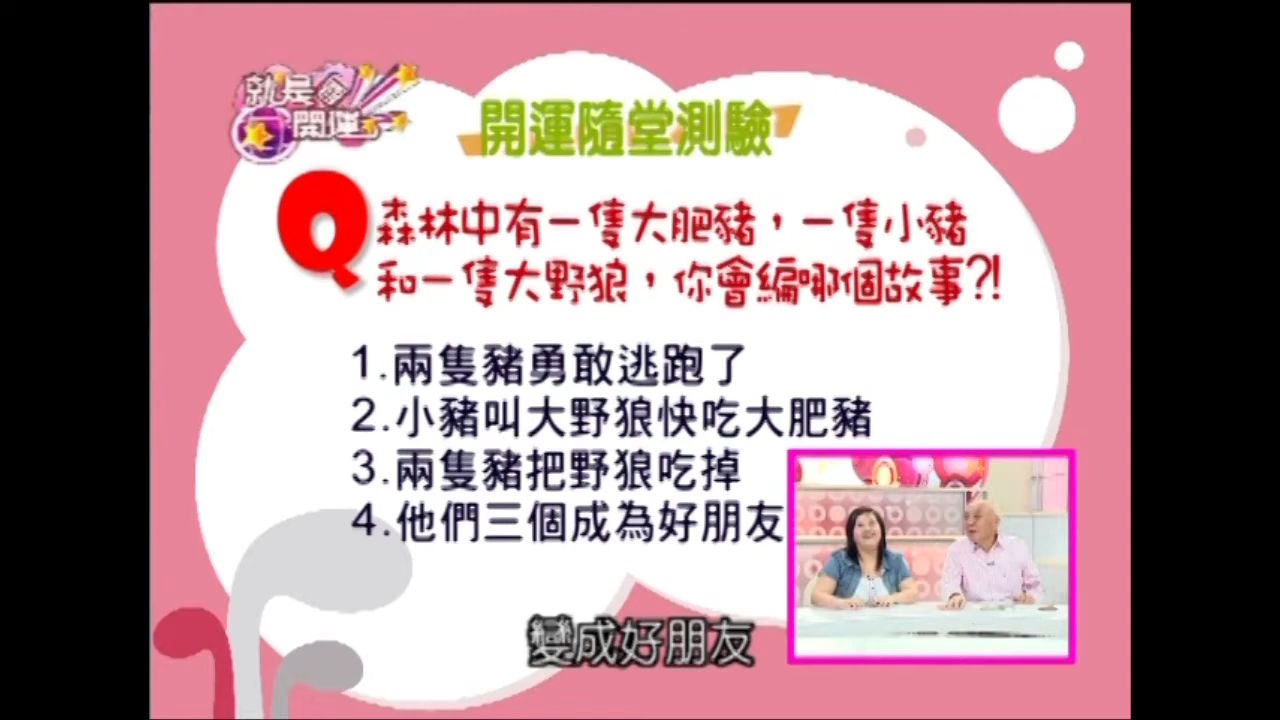 就是令
開運
開運隨堂測驗
Q 森林中有一隻大肥豬，一隻小豬
和一隻大野狼，你會編哪個故事?!
1.兩隻豬勇敢逃跑了
2.小豬叫大野狼快吃大肥豬
3.兩隻豬把野狼吃掉
4.他們三個成為好朋友
變成好朋友